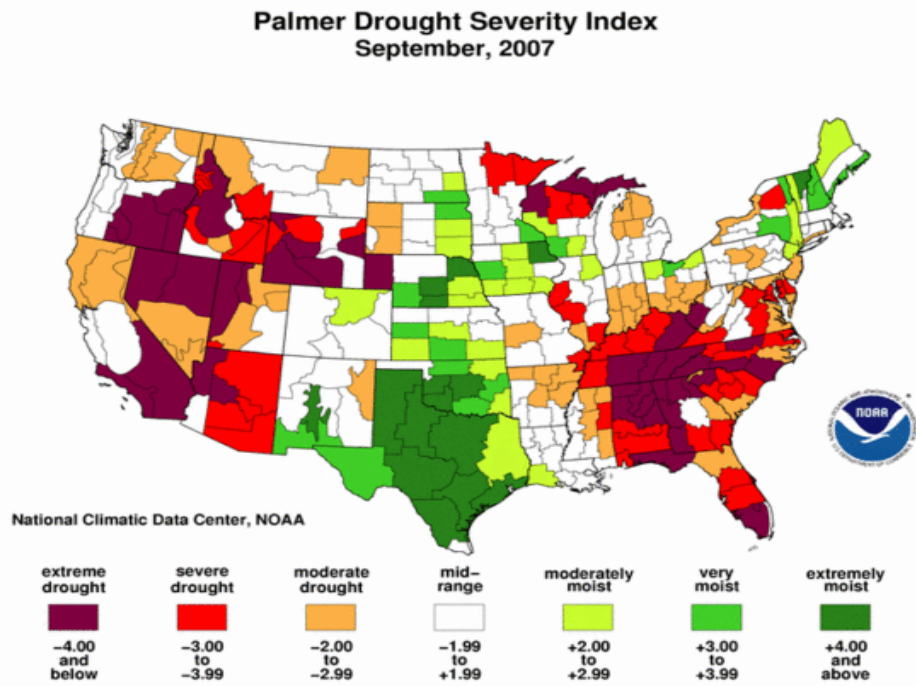 Palmer Drought Severity Index
September, 2007
NOAA
National Climatic Data Center, NOAA
extreme severe moderate mid- moderately very extremely
drought drought drought range moist moist moist
-4.00 -3.00 -2.00 -1.99 +2.00 +3.00 +4.00
and to to to to to and
below -3.99 -2.99 +1.99 +2.99 +3.99 above